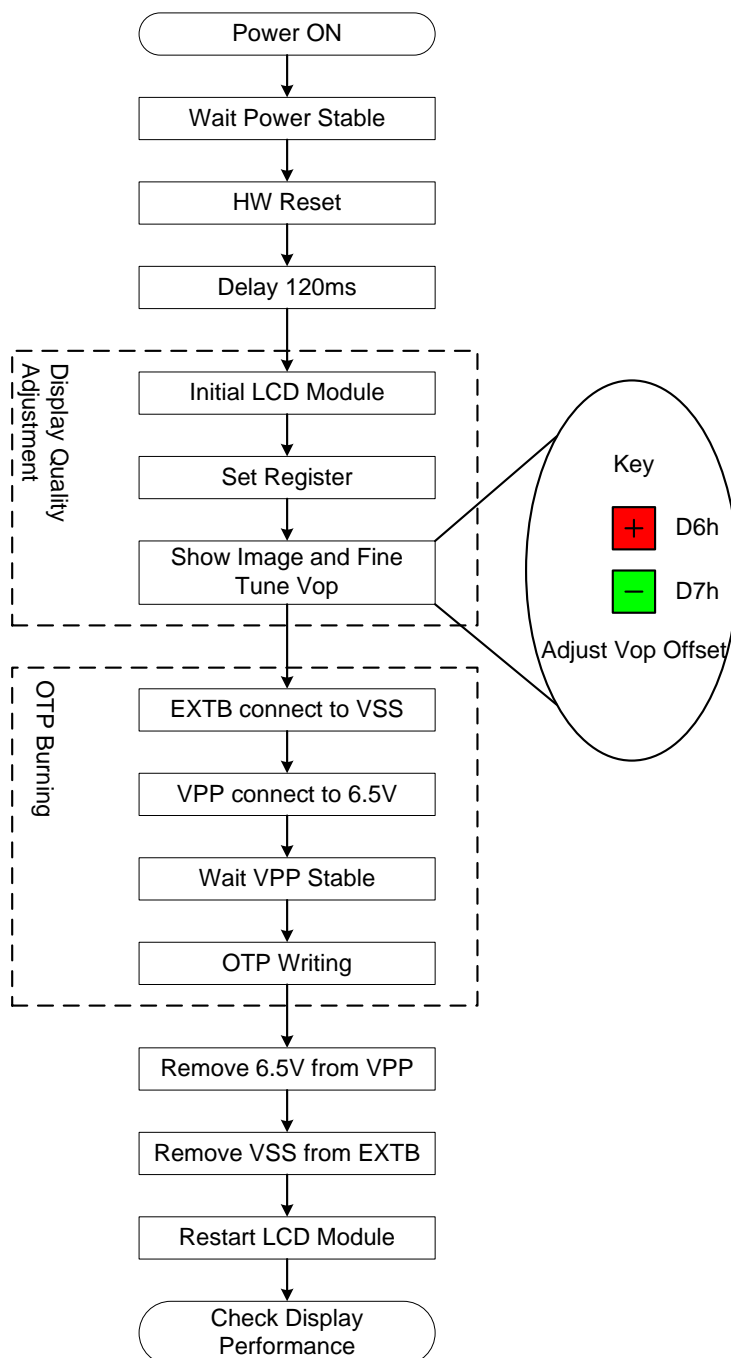 Power ON
Wait Power Stable
HW Reset
Delay 120ms
Display Quality
Adjustment
Initial LCD Module
Set Register
Show Image and Fine
Tune Vop
Key
+ D6h
− D7h
Adjust Vop Offset
OTP Burning
EXTB connect to VSS
VPP connect to 6.5V
Wait VPP Stable
OTP Writing
Remove 6.5V from VPP
Remove VSS from EXTB
Restart LCD Module
Check Display
Performance